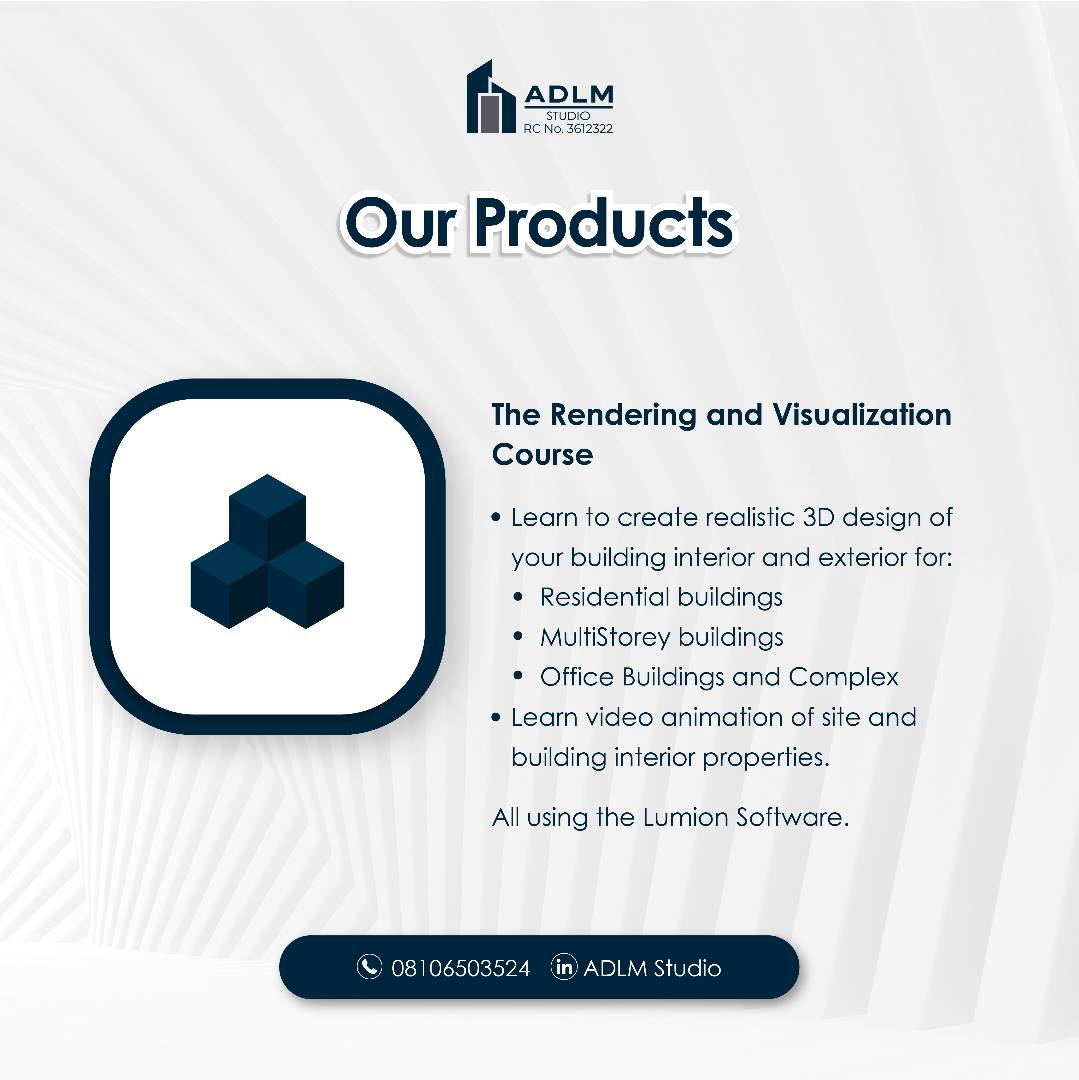 ADLM
STUDIO
RC No. 3612322
Our Products
The Rendering and Visualization
Course
• Learn to create realistic 3D design of
your building interior and exterior for:
• Residential buildings
• MultiStorey buildings
• Office Buildings and Complex
• Learn video animation of site and
building interior properties.
All using the Lumion Software.
08106503524 in ADLM Studio